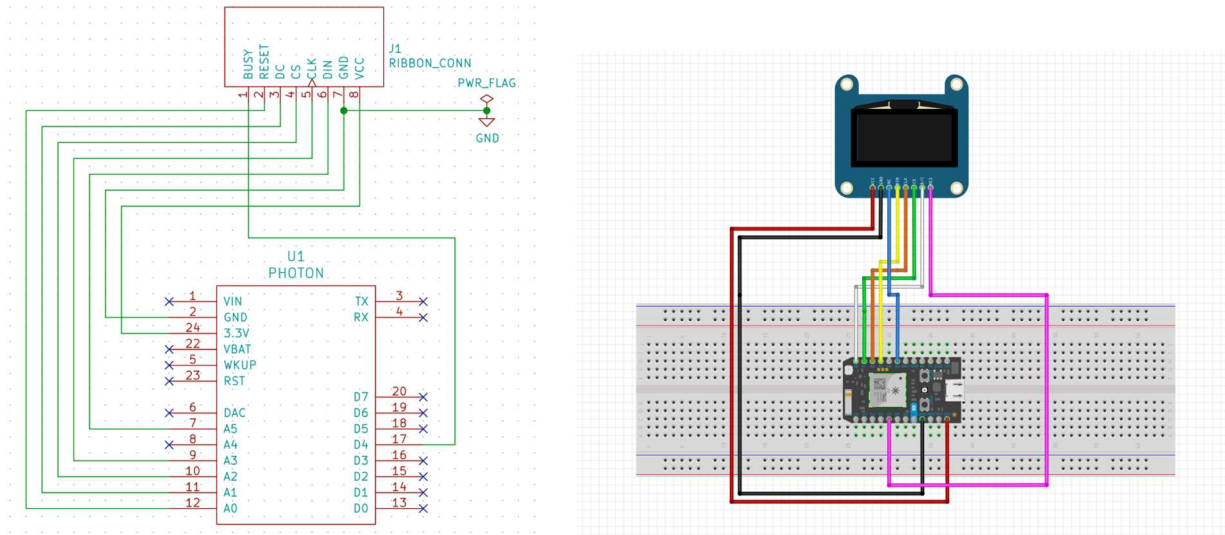 J1
RIBBON_CONN
BUSY
RESET
DC
CS
CLK
DIN
GND
VCC
1
2
3
4
5
6
7
8
PWR_FLAG
GND
U1
PHOTON
1 VIN
2 GND
24 3.3V
22 VBAT
5 WKUP
23 RST
6 DAC
7 A5
8 A4
9 A3
10 A2
11 A1
12 A0
TX 3
RX 4
D7 20
D6 19
D5 18
D4 17
D3 16
D2 15
D1 14
D0 13